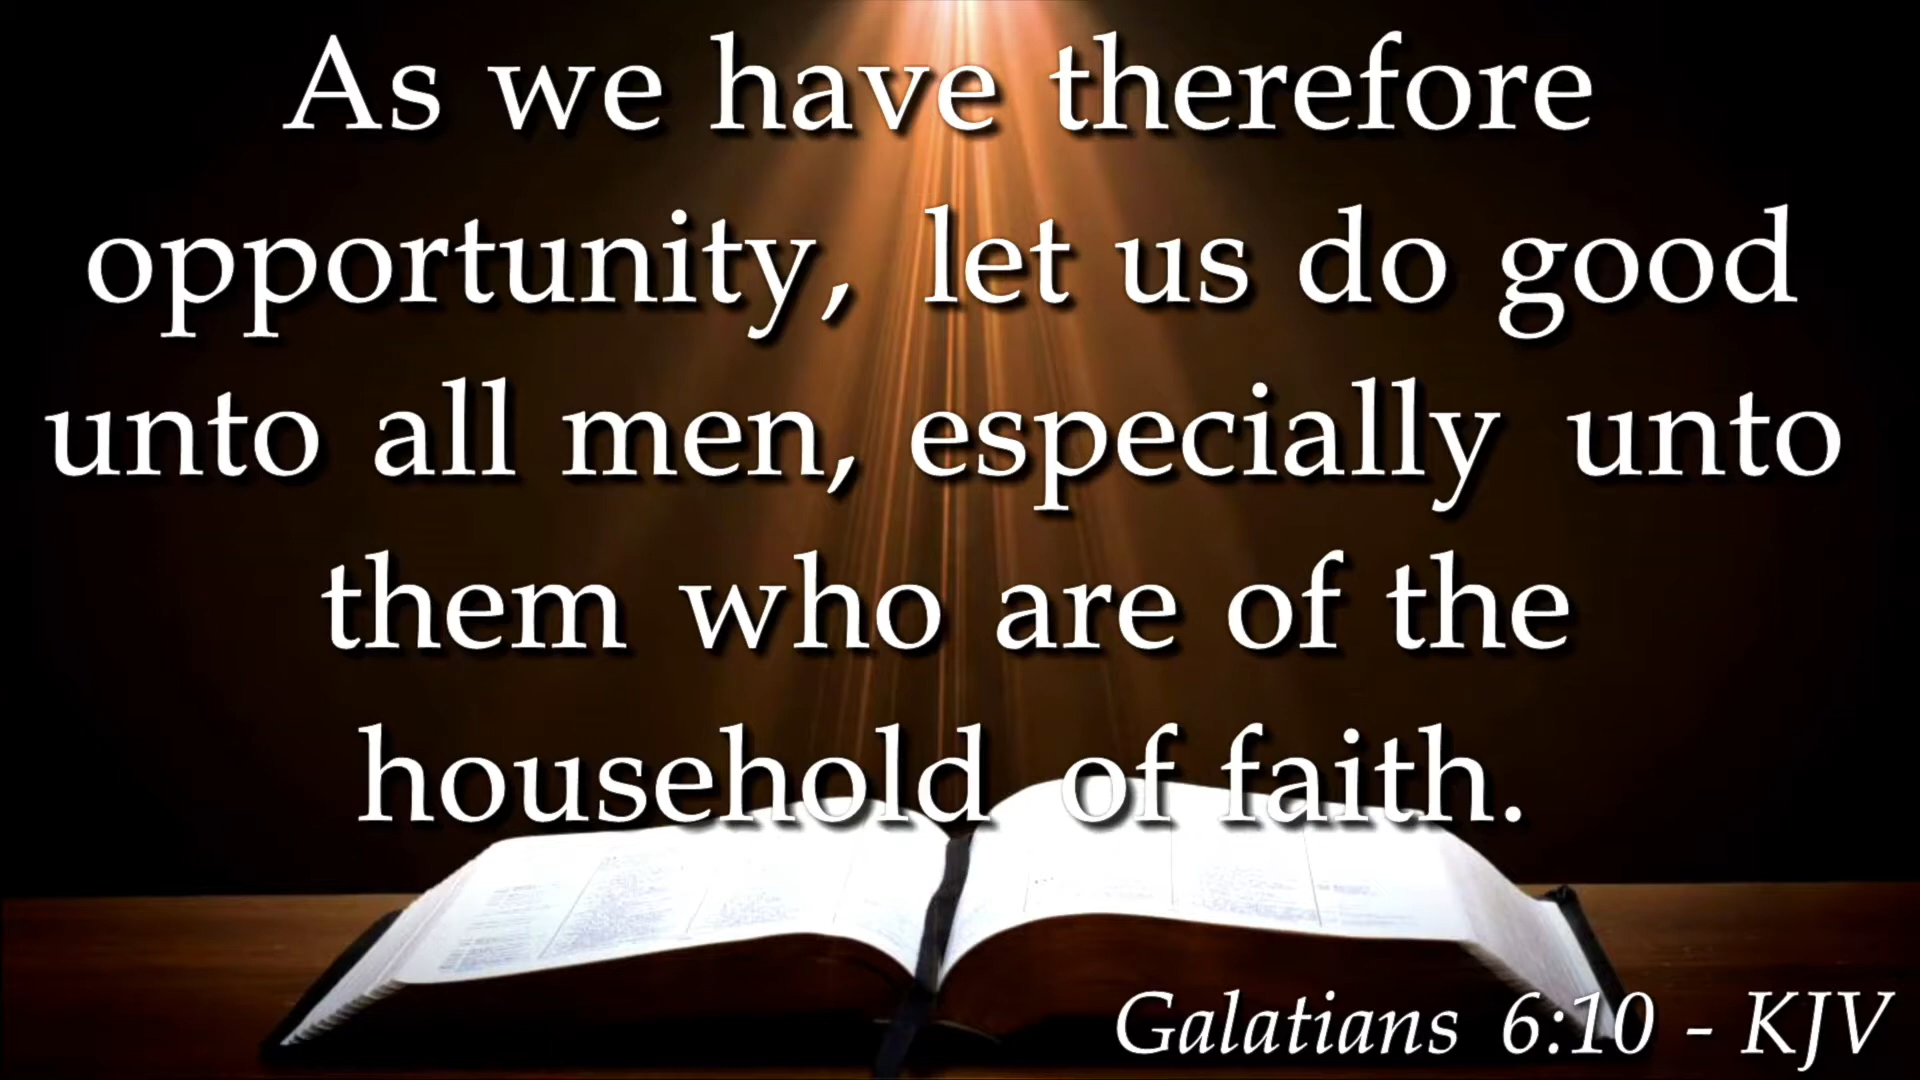 As we have therefore
opportunity, let us do good
unto all men, especially unto
them who are of the
household of faith.
Galatians 6:10 - KJV